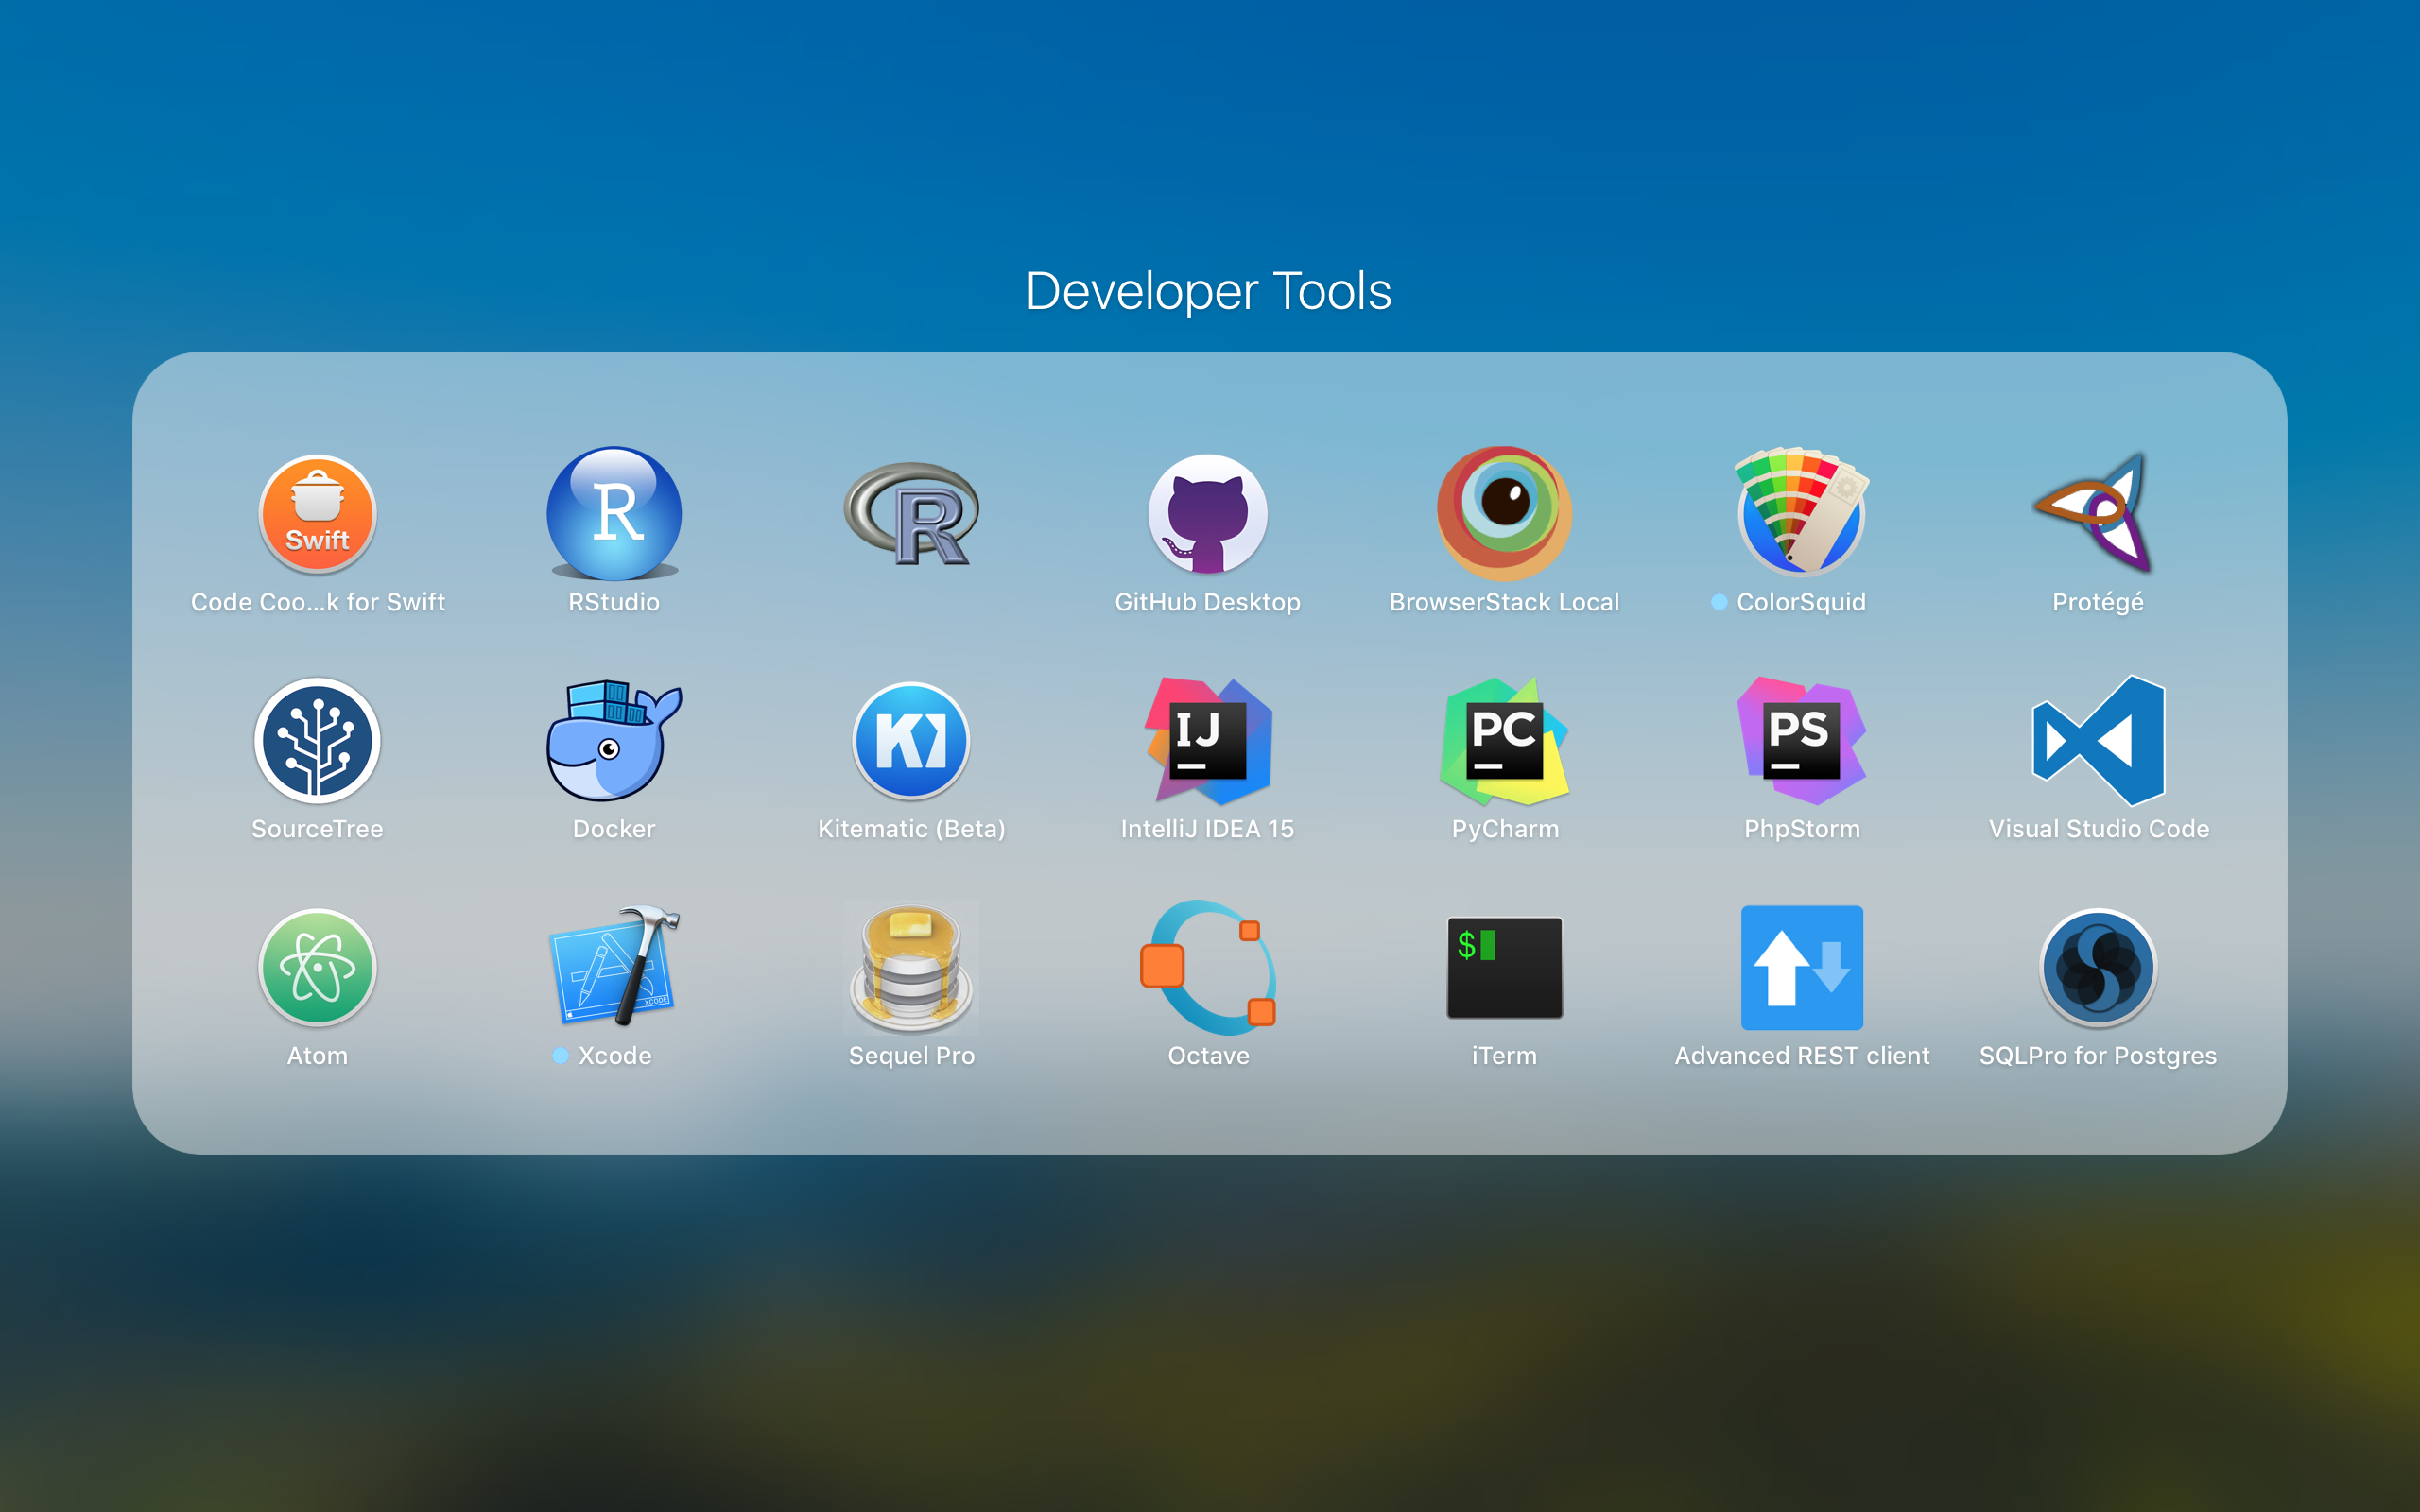 Developer Tools
Swift
R
R
Code Coo...k for Swift
RStudio
GitHub Desktop
BrowserStack Local
ColorSquid
Protégé
IJ
PC
PS
SourceTree
Docker
Kitematic (Beta)
IntelliJ IDEA 15
PyCharm
PhpStorm
Visual Studio Code
XCODE
$
Atom
Xcode
Sequel Pro
Octave
iTerm
Advanced REST client
SQLPro for Postgres